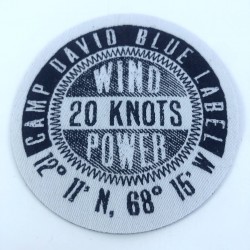 CAMP DAVID BLUE LABEL
WIND
20 KNOTS
POWER
12° 11' N, 68° 15' W